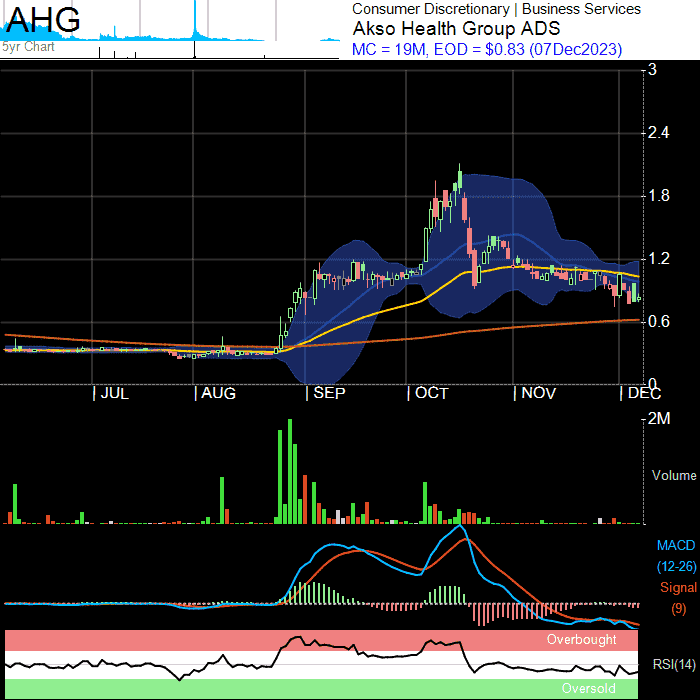 AHG
5yr Chart
Consumer Discretionary | Business Services
Akso Health Group ADS
MC = 19M, EOD = $0.83 (07Dec2023)
3
2.4
1.8
1.2
0.6
0
| JUL
| AUG
| SEP
| OCT
| NOV
| DEC
2M
Volume
MACD
(12-26)
Signal
(9)
Overbought
RSI(14)
Oversold